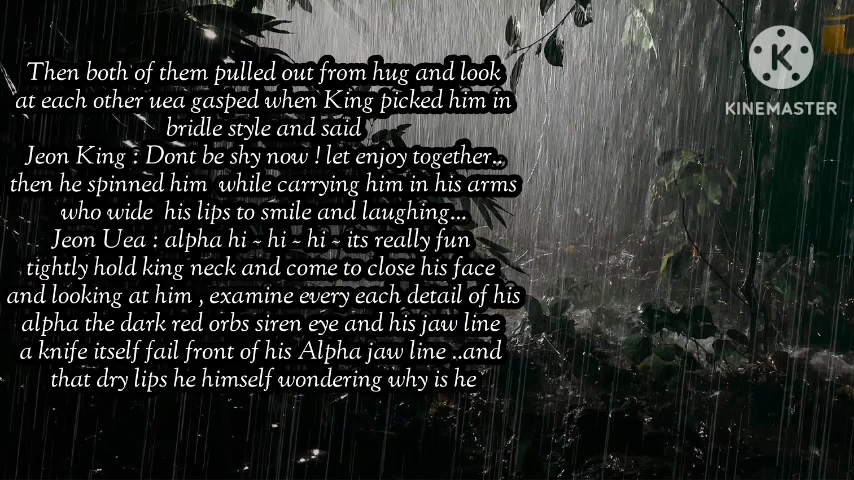 Then both of them pulled out from hug and look
at each other uea gasped when King picked him in
bridle style and said
Jeon King : Dont be shy now ! let enjoy together..
then he spinned him while carrying him in his arms
who wide his lips to smile and laughing...
Jeon Uea : alpha hi ~ hi ~ hi ~ its really fun
tightly hold king neck and come to close his face
and looking at him , examine every each detail of his
alpha the dark red orbs siren eye and his jaw line
a knife itself fail front of his Alpha jaw line ..and
that dry lips he himself wondering why is he
K
KINEMASTER